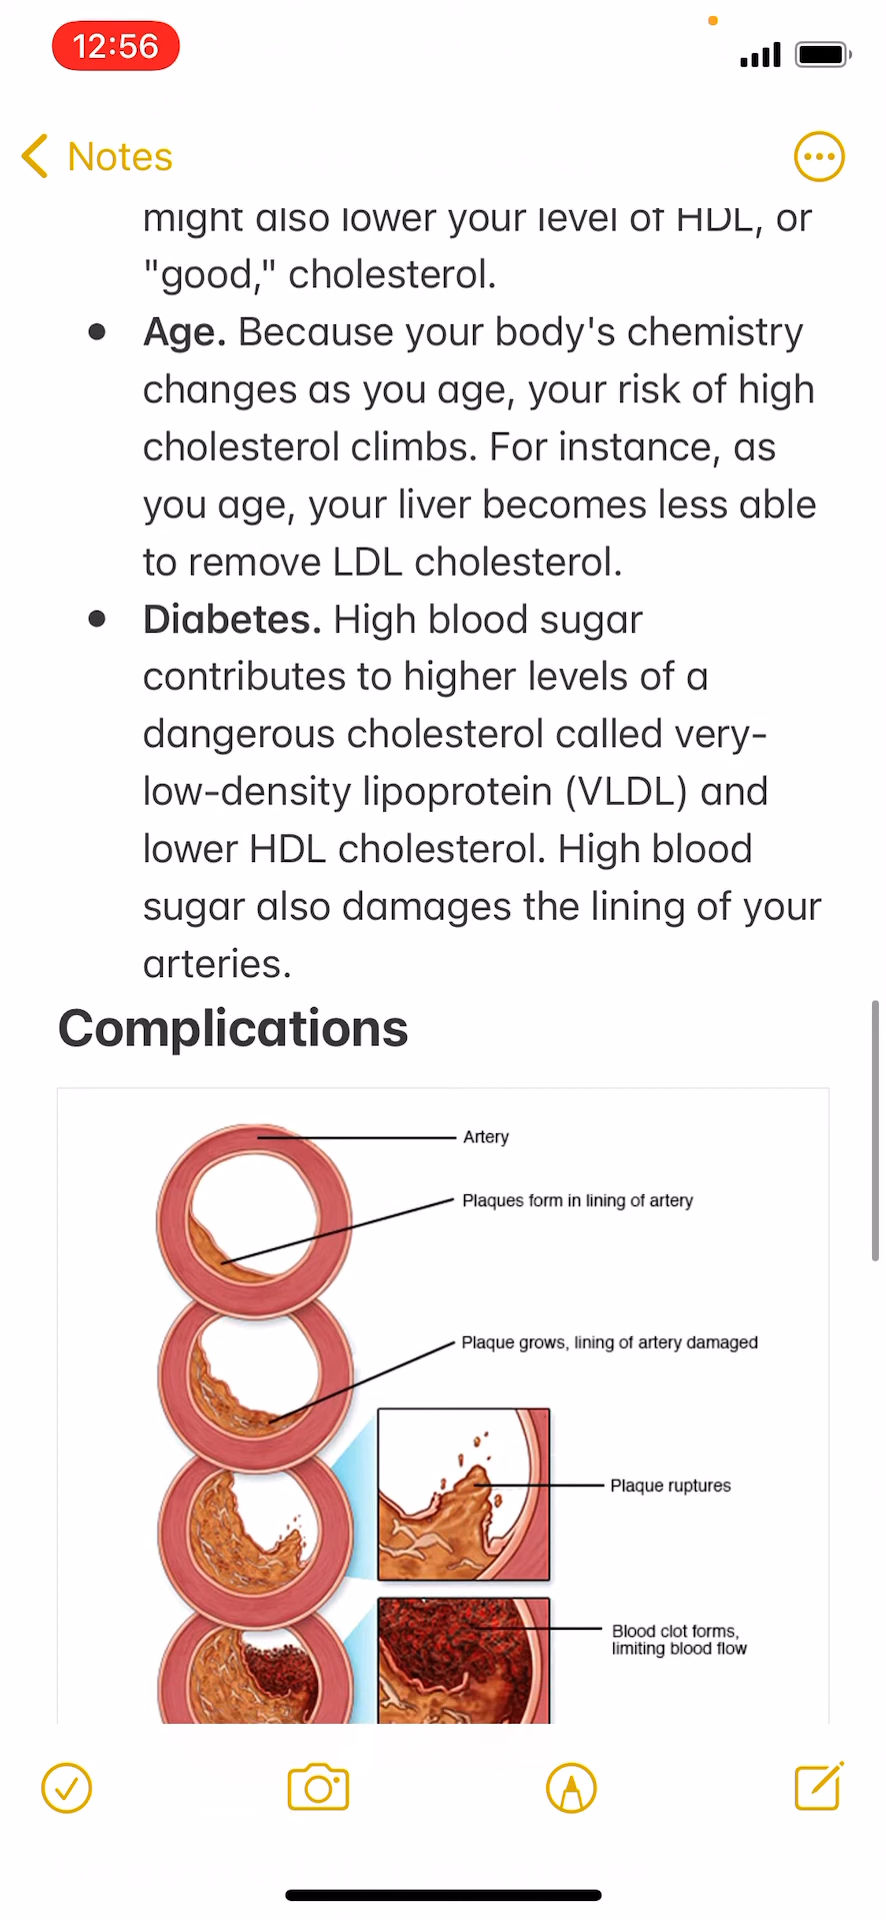 12:56
Notes
might also lower your level of HDL, or
"good," cholesterol.
• Age. Because your body's chemistry
changes as you age, your risk of high
cholesterol climbs. For instance, as
you age, your liver becomes less able
to remove LDL cholesterol.
• Diabetes. High blood sugar
contributes to higher levels of a
dangerous cholesterol called very-
low-density lipoprotein (VLDL) and
lower HDL cholesterol. High blood
sugar also damages the lining of your
arteries.
Complications
Artery
Plaques form in lining of artery
Plaque grows, lining of artery damaged
Plaque ruptures
Blood clot forms,
limiting blood flow